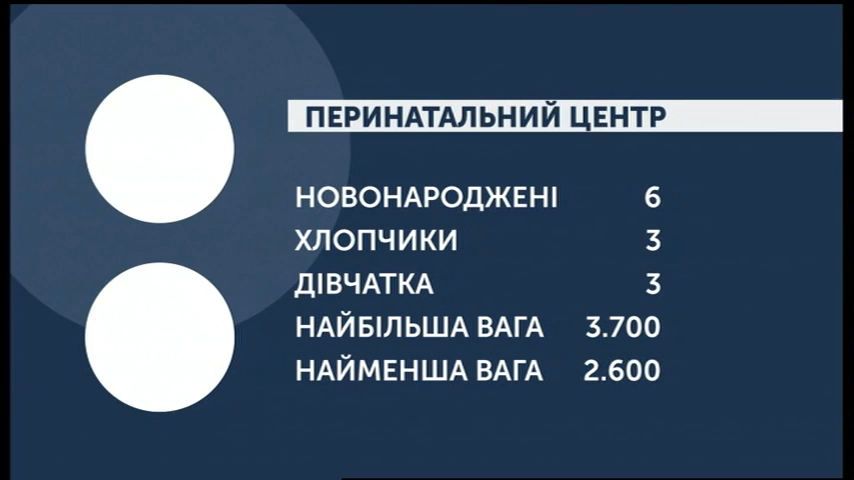 ПЕРИНАТАЛЬНИЙ ЦЕНТР
НОВОНАРОДЖЕНІ 6
ХЛОПЧИКИ 3
ДІВЧАТКА 3
НАЙБІЛЬША ВАГА 3.700
НАЙМЕНША ВАГА 2.600